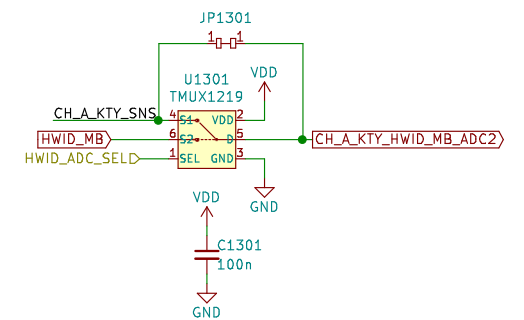 JP1301
1 1
U1301
TMUX1219
VDD
CH_A_KTY_SNS
4 S1 VDD 2
HWID_MB 6 S2 D 5 CH_A_KTY_HWID_MB_ADC2
HWID_ADC_SEL 1 SEL GND 3
GND
VDD
C1301
100n
GND